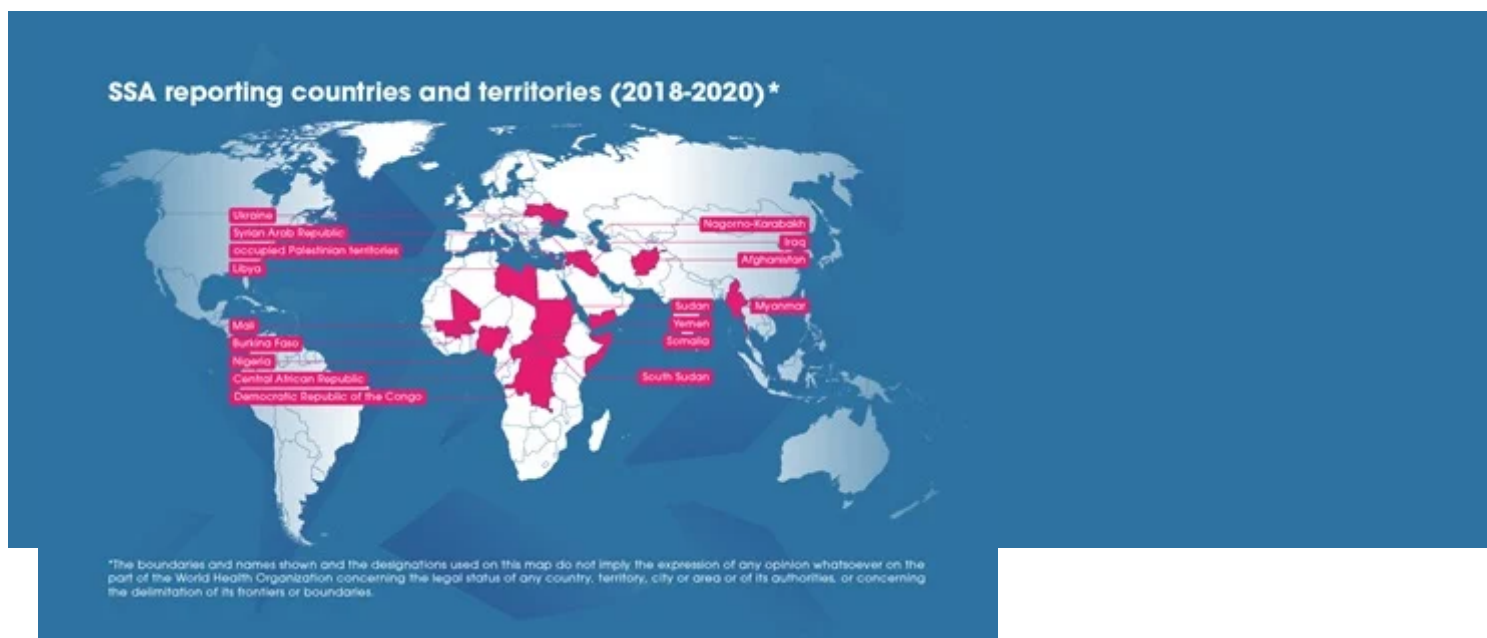 SSA reporting countries and territories (2018-2020)*
Ukraine
Syrian Arab Republic
occupied Palestinian territories
Libya
Mali
Burkina Faso
Nigeria
Central African Republic
Democratic Republic of the Congo
Nagorno-Karabakh
Iraq
Afghanistan
Sudan
Myanmar
Yemen
Somalia
South Sudan
*The boundaries and names shown and the designations used on this map do not imply the expression of any opinion whatsoever on the
part of the World Health Organization concerning the legal status of any country, territory, city or area or of its authorities, or concerning
the delimitation of its frontiers or boundaries.